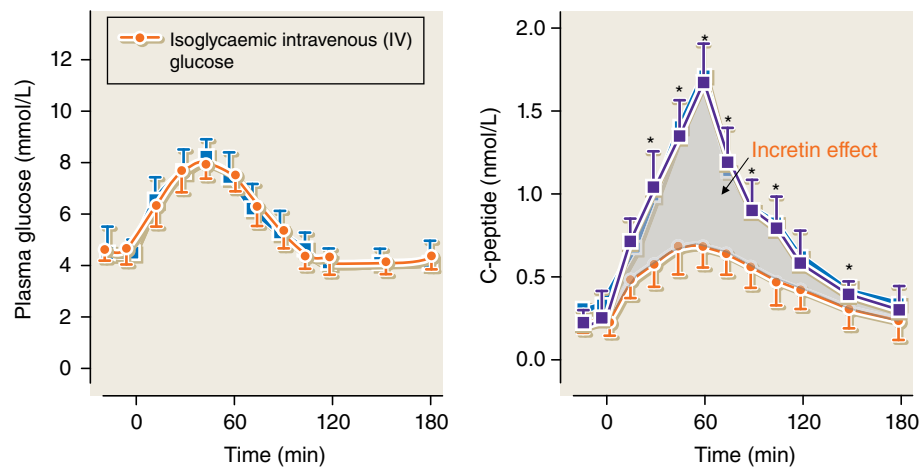 Isoglycaemic intravenous (IV)
glucose
Plasma glucose (mmol/L)
12
10
8
6
4
2
0
0 60 120 180
Time (min)
C-peptide (nmol/L)
2.0
1.5
1.0
0.5
0.0
* * * * * * *
Incretin effect
0 60 120 180
Time (min)